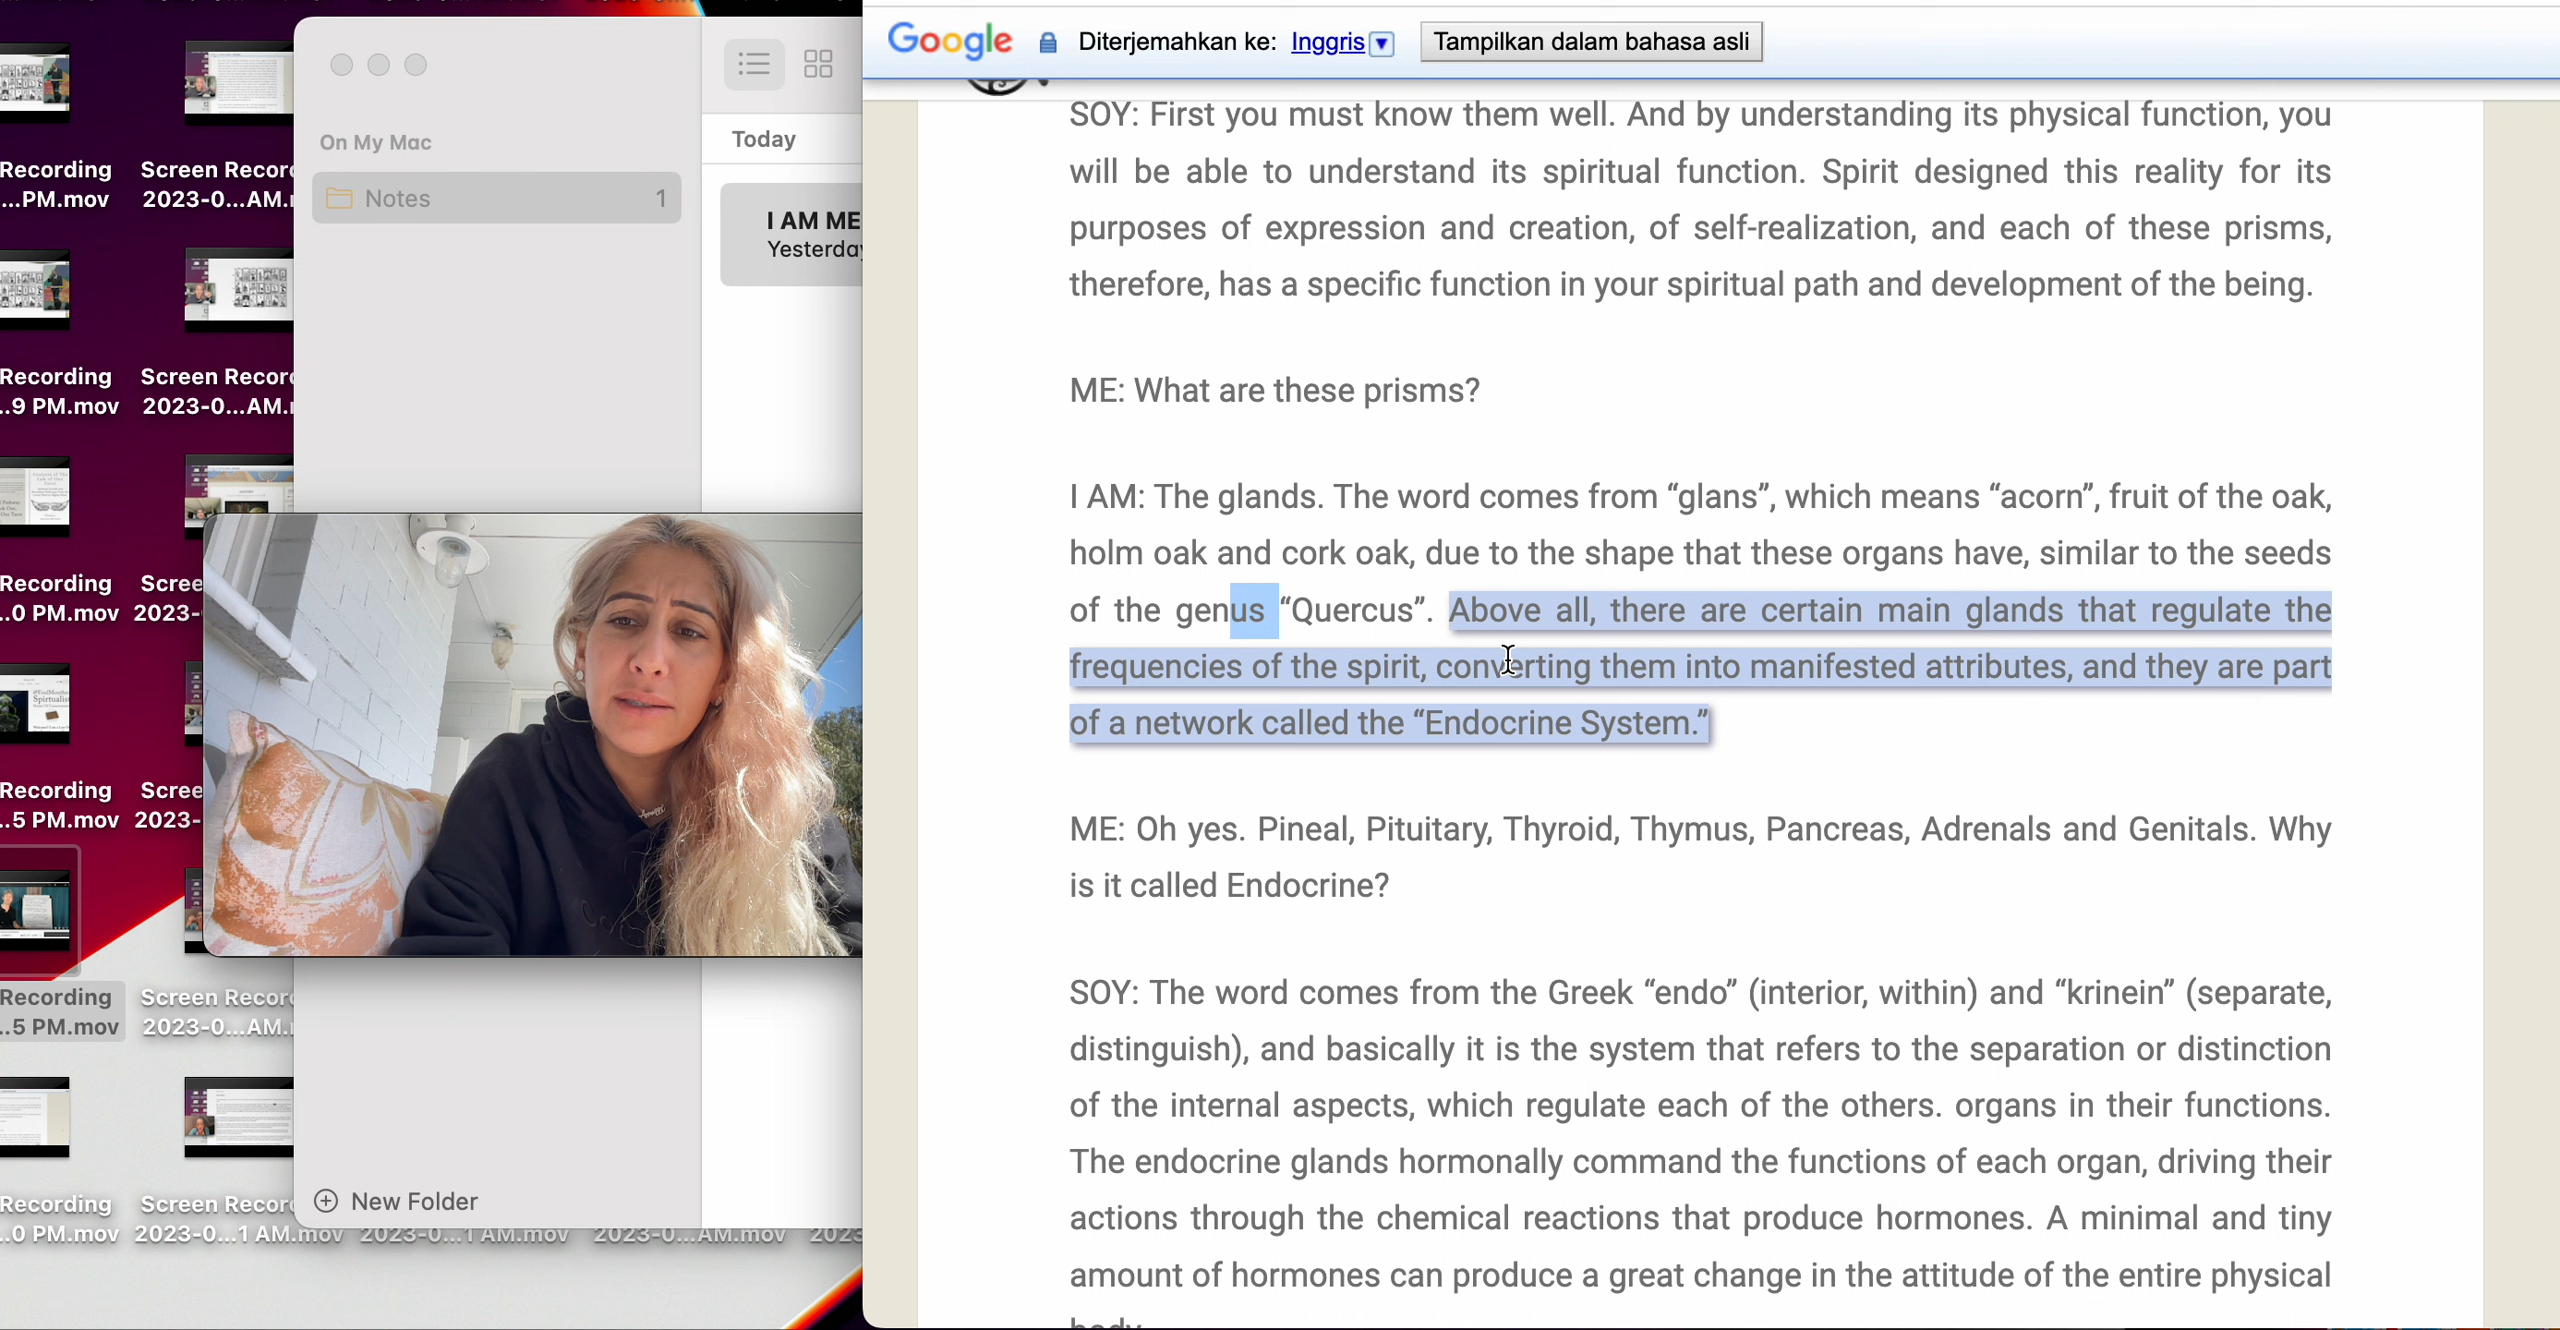 Recording
...PM.mov
Screen Recor
2023-0...AM.
Recording
..9 PM.mov
Screen Recor
2023-0...AM.
Recording
..0 PM.mov
Scree
2023-
Recording
..5 PM.mov
Scree
2023-
Recording
..5 PM.mov
Screen Recor
2023-0...AM.
Recording
..0 PM.mov
Screen Recor
2023-0...1 AM.mov
2023-0...1 AM.mov
2023-0...AM.mov
2023
On My Mac
Notes 1
New Folder
Today
I AM ME
Yesterday
Google Diterjemahkan ke: Inggris Tampilkan dalam bahasa asli
SOY: First you must know them well. And by understanding its physical function, you
will be able to understand its spiritual function. Spirit designed this reality for its
purposes of expression and creation, of self-realization, and each of these prisms,
therefore, has a specific function in your spiritual path and development of the being.
ME: What are these prisms?
I AM: The glands. The word comes from “glans”, which means “acorn”, fruit of the oak,
holm oak and cork oak, due to the shape that these organs have, similar to the seeds
of the genus “Quercus”. Above all, there are certain main glands that regulate the
frequencies of the spirit, converting them into manifested attributes, and they are part
of a network called the “Endocrine System.”
ME: Oh yes. Pineal, Pituitary, Thyroid, Thymus, Pancreas, Adrenals and Genitals. Why
is it called Endocrine?
SOY: The word comes from the Greek “endo” (interior, within) and “krinein” (separate,
distinguish), and basically it is the system that refers to the separation or distinction
of the internal aspects, which regulate each of the others. organs in their functions.
The endocrine glands hormonally command the functions of each organ, driving their
actions through the chemical reactions that produce hormones. A minimal and tiny
amount of hormones can produce a great change in the attitude of the entire physical